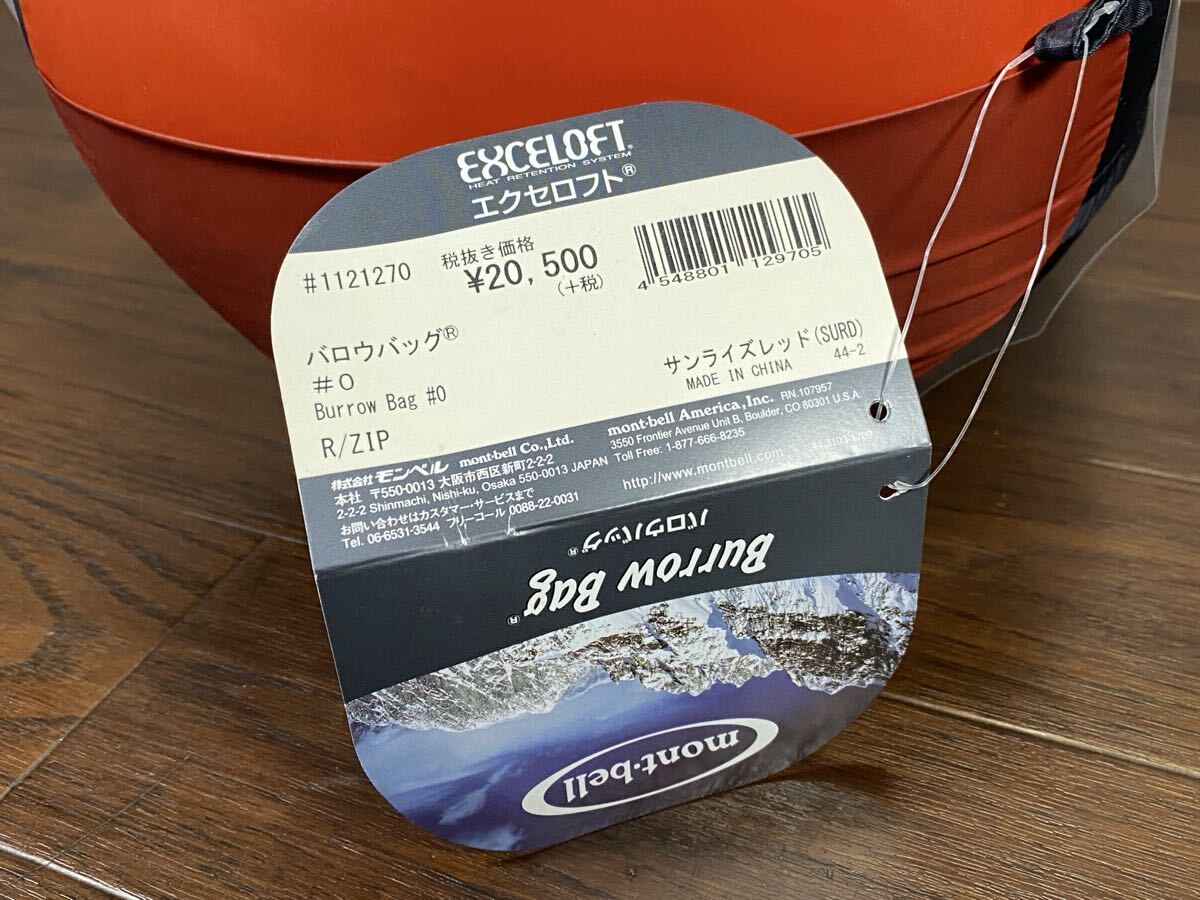 EXCELOFT®
HEAT RETENTION SYSTEM
エクセロフト®
#1121270
税抜き価格
¥20,500
(+税)
4 548801 129705
バロウバッグ®
#0
Burrow Bag #0
R/ZIP
サンライズレッド(SURD)
MADE IN CHINA 44-2
株式会社モンベル mont-bell Co.,Ltd.
本社 〒550-0013 大阪市西区新町2-2-2
2-2-2 Shinmachi, Nishi-ku, Osaka 550-0013 JAPAN
お問い合わせはカスタマー・サービスまで
Tel. 06-6531-3544 フリーコール 0088-22-0031
mont-bell America, Inc. RN.107957
3550 Frontier Avenue Unit B, Boulder, CO 80301 U.S.A.
Toll Free: 1-877-666-8235
http://www.montbell.com
バロウバッグ®
Burrow Bag®
mont-bell